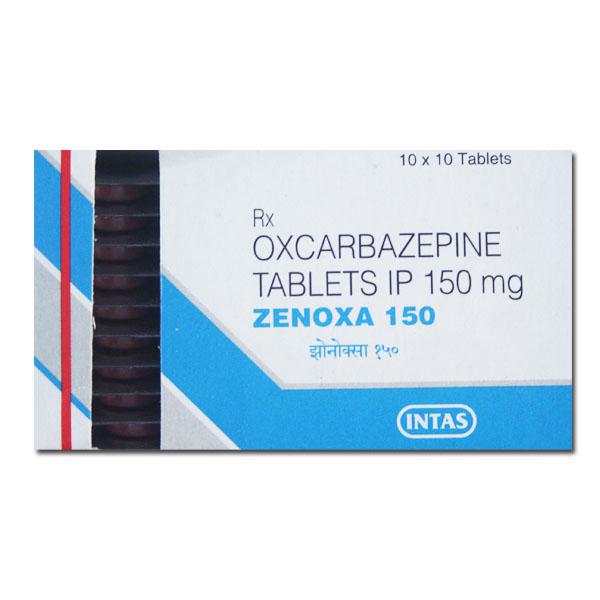 10 x 10 Tablets
Rx
OXCARBAZEPINE
TABLETS IP 150 mg
ZENOXA 150
झोनोक्सा १५०
INTAS